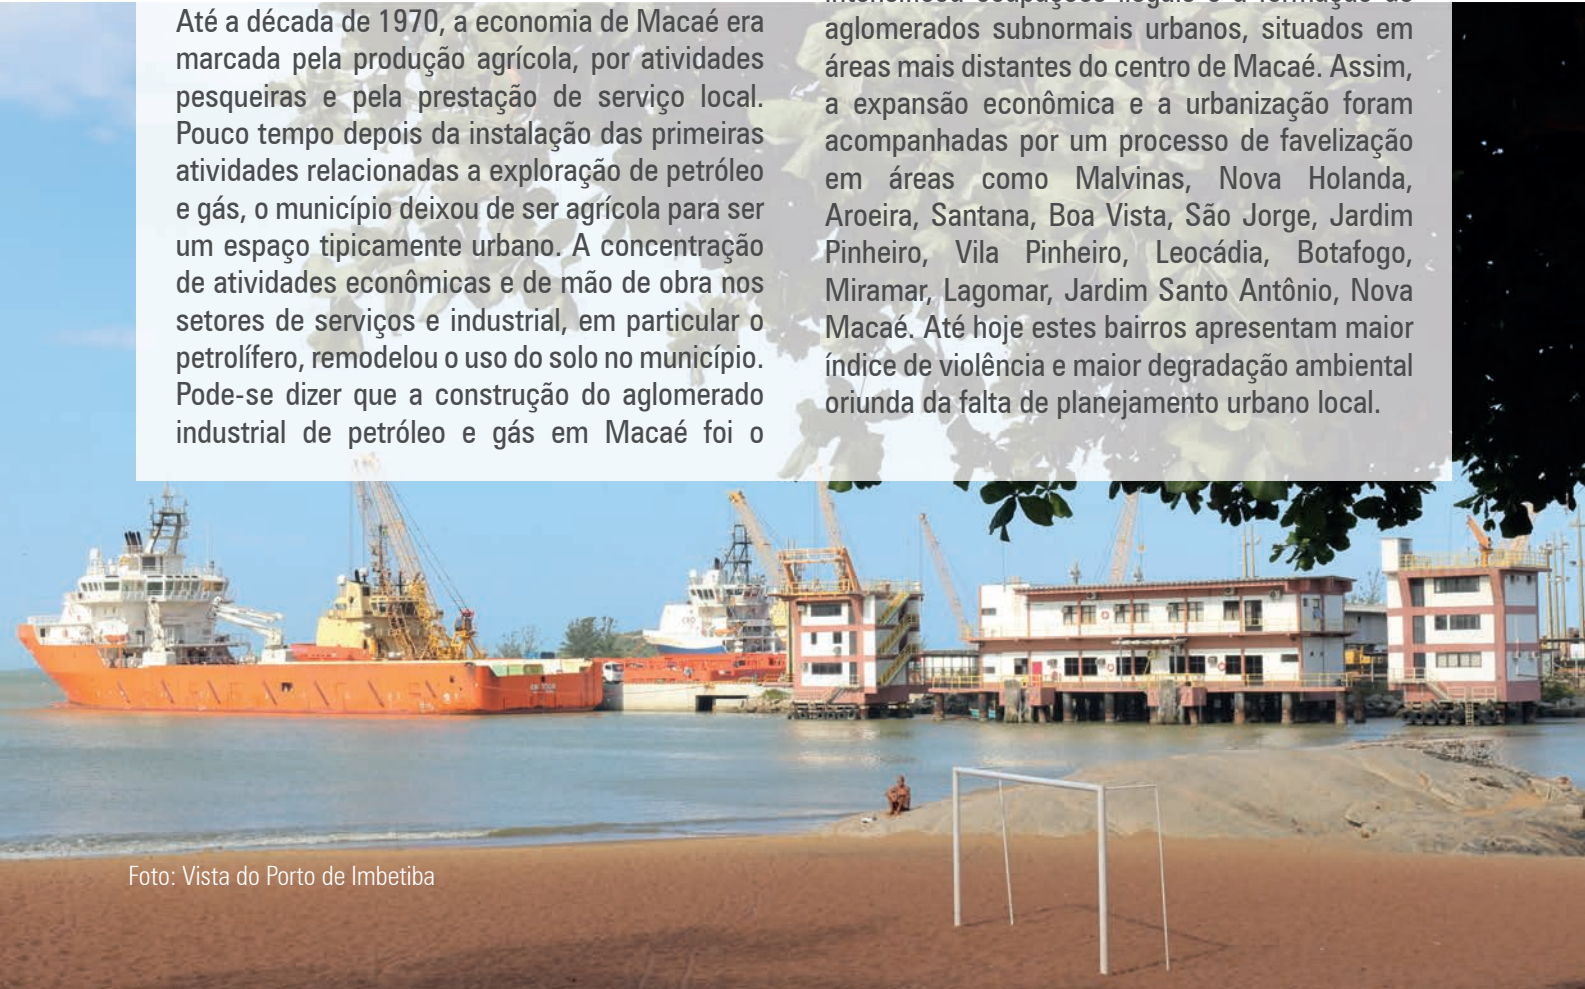 Até a década de 1970, a economia de Macaé era
marcada pela produção agrícola, por atividades
pesqueiras e pela prestação de serviço local.
Pouco tempo depois da instalação das primeiras
atividades relacionadas a exploração de petróleo
e gás, o município deixou de ser agrícola para ser
um espaço tipicamente urbano. A concentração
de atividades econômicas e de mão de obra nos
setores de serviços e industrial, em particular o
petrolífero, remodelou o uso do solo no município.
Pode-se dizer que a construção do aglomerado
industrial de petróleo e gás em Macaé foi o
intensificou ocupações ilegais e a formação de
aglomerados subnormais urbanos, situados em
áreas mais distantes do centro de Macaé. Assim,
a expansão econômica e a urbanização foram
acompanhadas por um processo de favelização
em áreas como Malvinas, Nova Holanda,
Aroeira, Santana, Boa Vista, São Jorge, Jardim
Pinheiro, Vila Pinheiro, Leocádia, Botafogo,
Miramar, Lagomar, Jardim Santo Antônio, Nova
Macaé. Até hoje estes bairros apresentam maior
índice de violência e maior degradação ambiental
oriunda da falta de planejamento urbano local.
Foto: Vista do Porto de Imbetiba